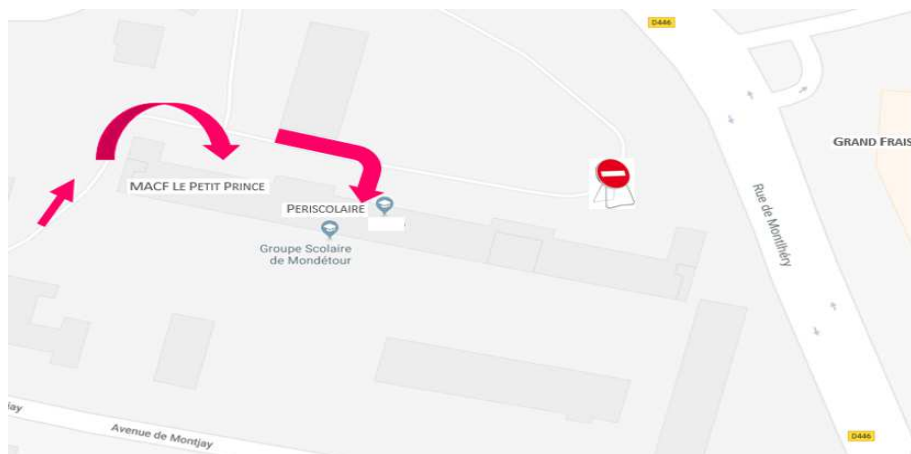 D446
GRAND FRAIS
MACF LE PETIT PRINCE
PERISCOLAIRE
Rue de Montlhéry
Groupe Scolaire
de Mondétour
jay
Avenue de Montjay
D446